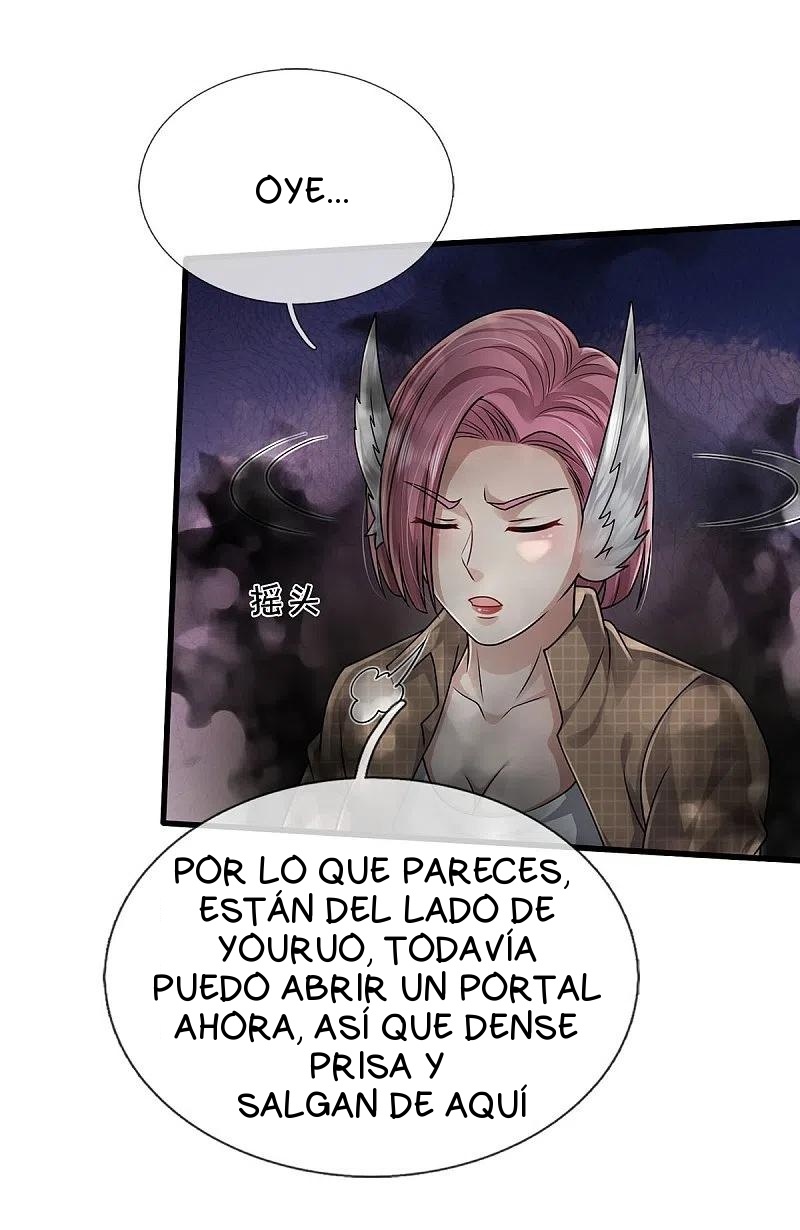 OYE...
摇头
POR LO QUE PARECES,
ESTÁN DEL LADO DE
YOURUO, TODAVÍA
PUEDO ABRIR UN PORTAL
AHORA, ASÍ QUE DENSE
PRISA Y
SALGAN DE AQUÍ